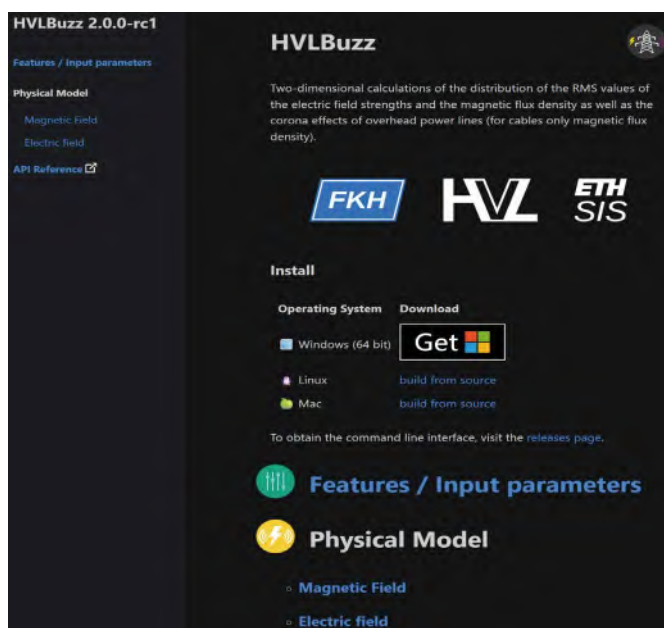 HVLBuzz 2.0.0-rc1
Features / Input parameters
Physical Model
Magnetic Field
Electric field
API Reference
HVLBuzz
Two-dimensional calculations of the distribution of the RMS values of
the electric field strengths and the magnetic flux density as well as the
corona effects of overhead power lines (for cables only magnetic flux
density).
FKH
HVL
ETH
SIS
Install
Operating System Download
Windows (64 bit) Get
Linux build from source
Mac build from source
To obtain the command line interface, visit the releases page.
Features / Input parameters
Physical Model
Magnetic Field
Electric field